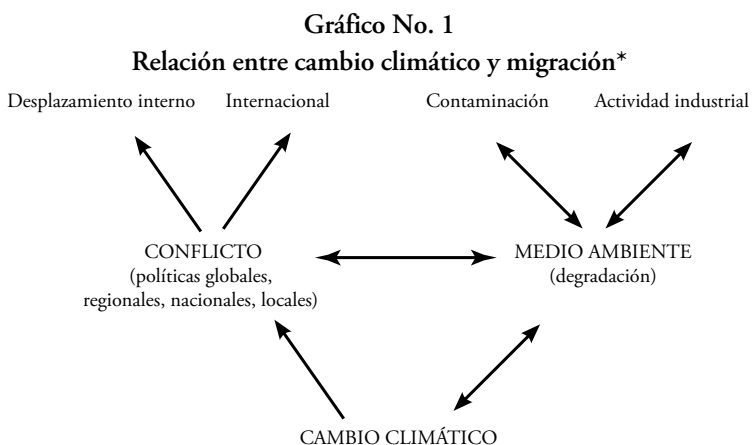 Gráfico No. 1
Relación entre cambio climático y migración*
Desplazamiento interno Internacional Contaminación Actividad industrial
CONFLICTO
(políticas globales,
regionales, nacionales, locales)
MEDIO AMBIENTE
(degradación)
CAMBIO CLIMÁTICO